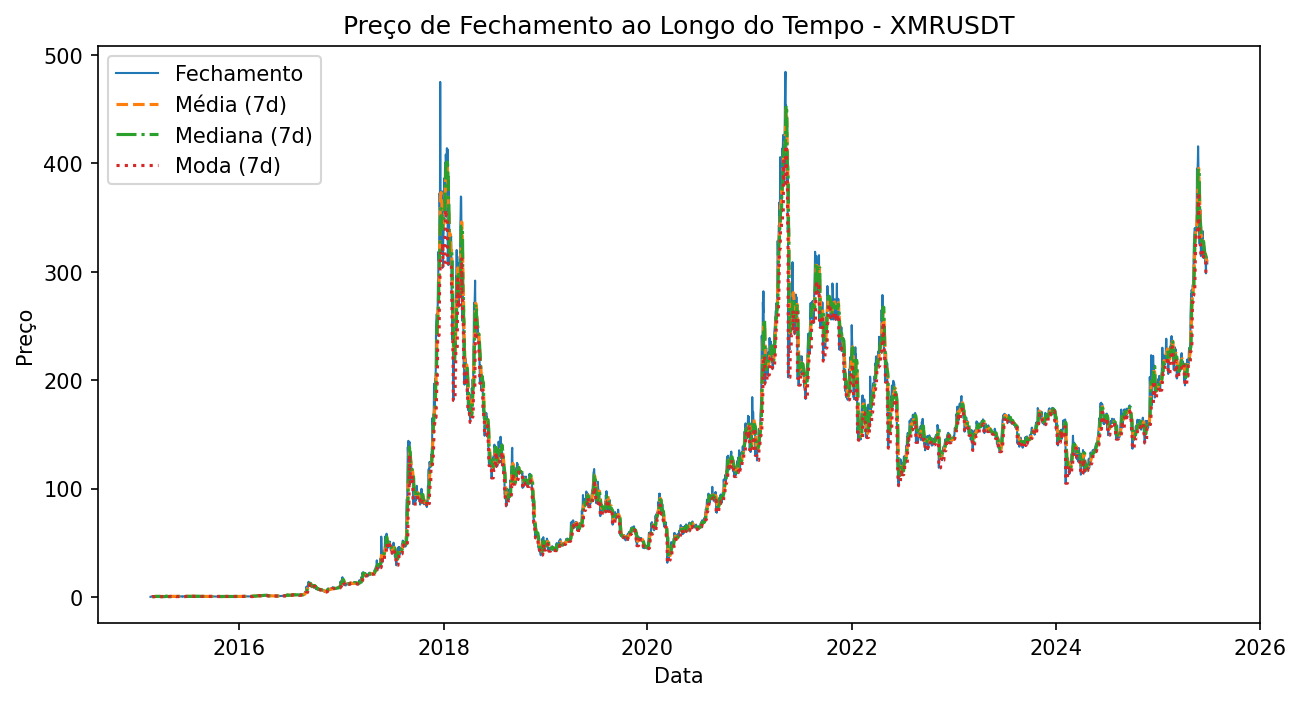 Preço de Fechamento ao Longo do Tempo - XMRUSDT
Fechamento
Média (7d)
Mediana (7d)
Moda (7d)
500
400
300
200
100
0
Preço
2016
2018
2020
2022
2024
2026
Data